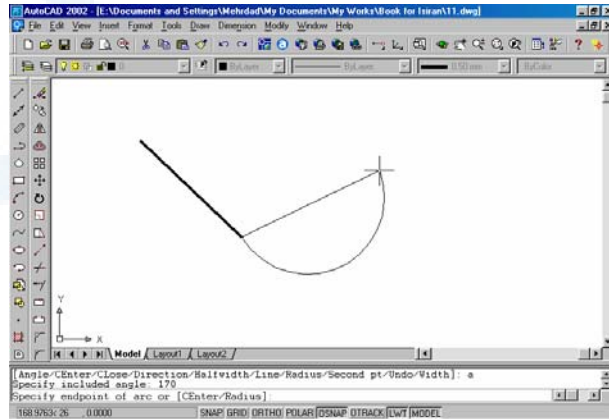 AutoCAD 2002 - [E:\Documents and Settings\Mehrdad\My Documents\My Works\Book for Isiran\11.dwg]
File Edit View Insert Format Tools Draw Dimension Modify Window Help
0 ByLayer ByLayer 0.50 mm ByColor
Y
X
Model Layout1 Layout2
[Angle/CEnter/CLose/Direction/Halfwidth/Line/Radius/Second pt/Undo/Width]: a
Specify included angle: 170
Specify endpoint of arc or [CEnter/Radius]:
SNAP GRID ORTHO POLAR OSNAP OTRACK LWT MODEL